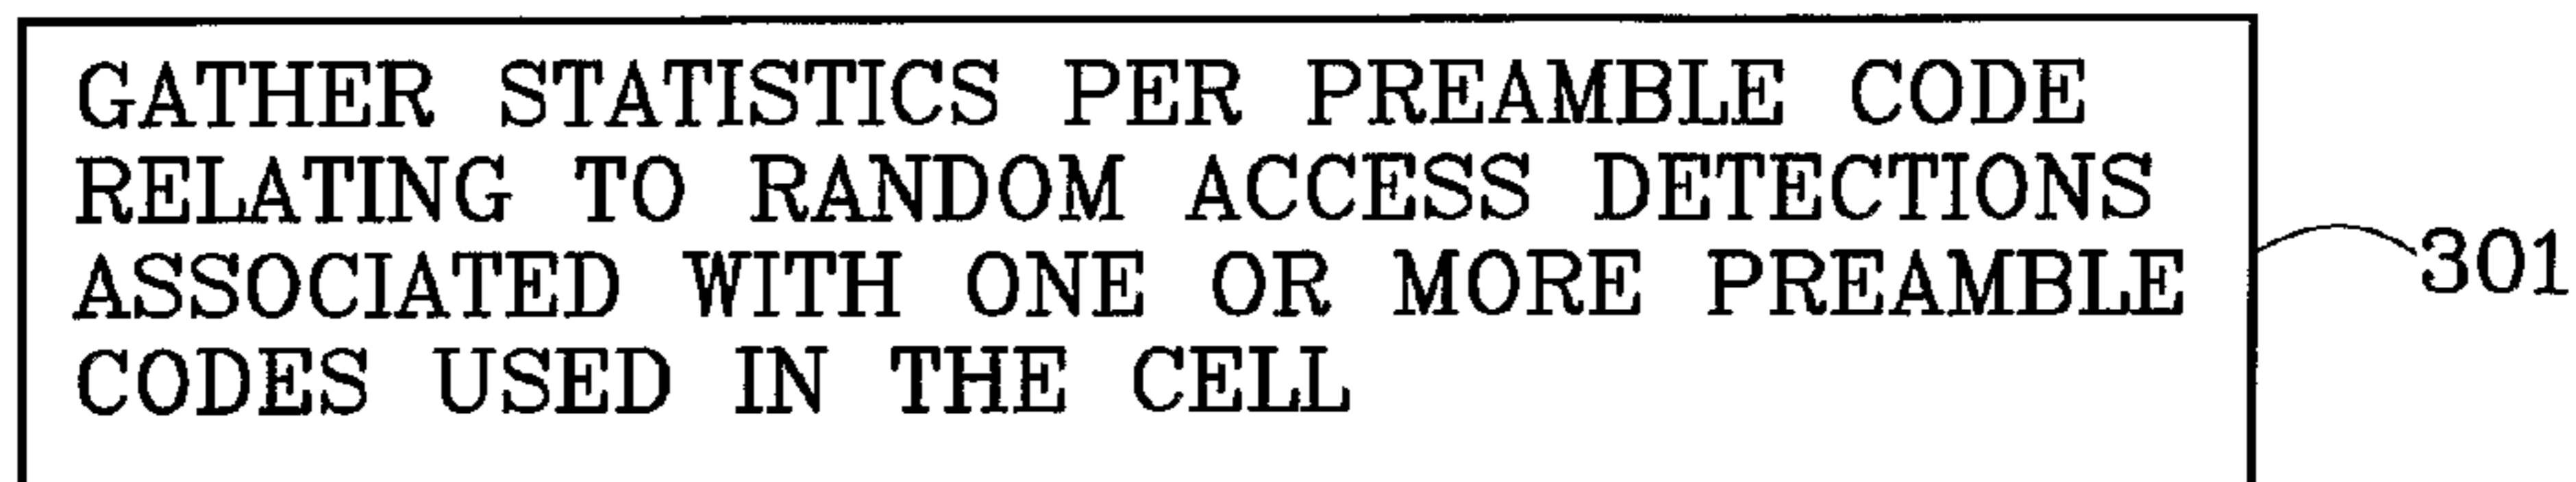 GATHER STATISTICS PER PREAMBLE CODE
RELATING TO RANDOM ACCESS DETECTIONS
ASSOCIATED WITH ONE OR MORE PREAMBLE
CODES USED IN THE CELL
301